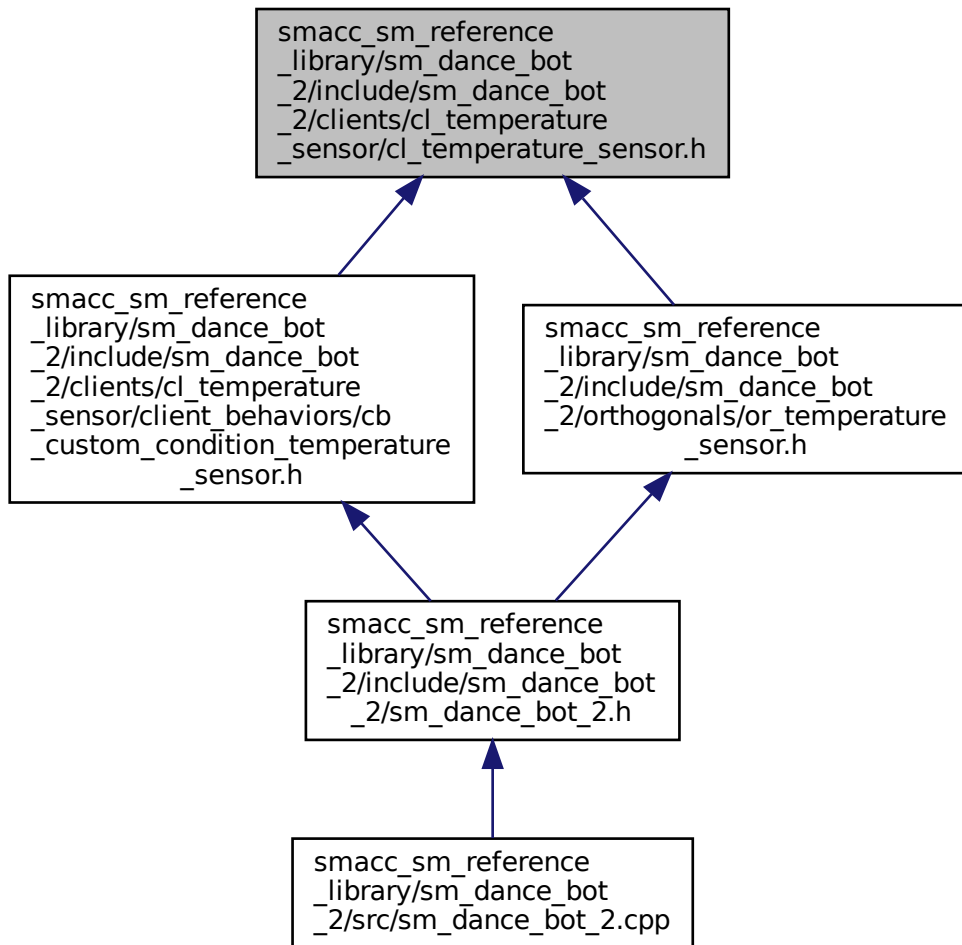 smacc_sm_reference
_library/sm_dance_bot
_2/include/sm_dance_bot
_2/clients/cl_temperature
_sensor/cl_temperature_sensor.h
smacc_sm_reference
_library/sm_dance_bot
_2/include/sm_dance_bot
_2/clients/cl_temperature
_sensor/client_behaviors/cb
_custom_condition_temperature
_sensor.h
smacc_sm_reference
_library/sm_dance_bot
_2/include/sm_dance_bot
_2/orthogonals/or_temperature
_sensor.h
smacc_sm_reference
_library/sm_dance_bot
_2/include/sm_dance_bot
_2/sm_dance_bot_2.h
smacc_sm_reference
_library/sm_dance_bot
_2/src/sm_dance_bot_2.cpp